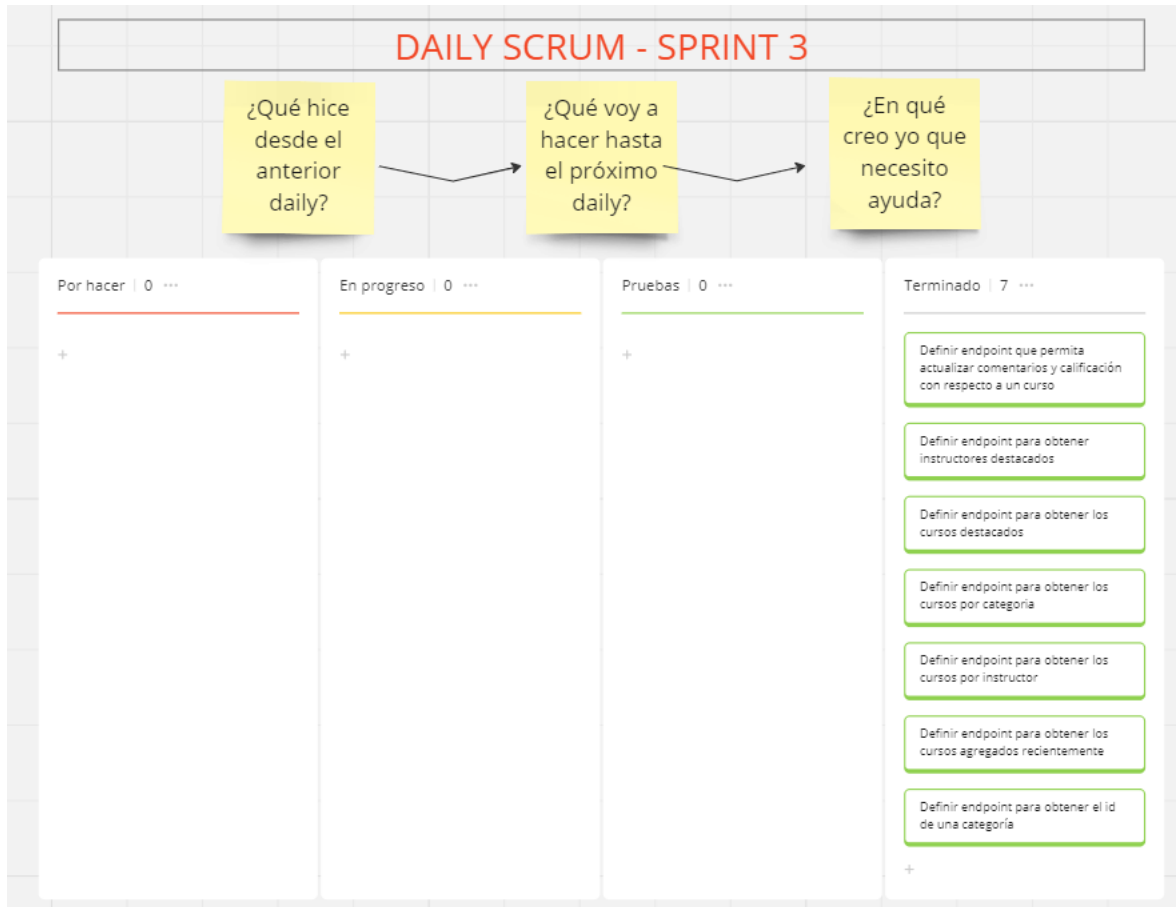 DAILY SCRUM - SPRINT 3
¿Qué hice
desde el
anterior
daily?
¿Qué voy a
hacer hasta
el próximo
daily?
¿En qué
creo yo que
necesito
ayuda?
Por hacer | 0 ···
+
En progreso | 0 ···
+
Pruebas | 0 ···
+
Terminado | 7 ···
Definir endpoint que permita
actualizar comentarios y calificación
con respecto a un curso
Definir endpoint para obtener
instructores destacados
Definir endpoint para obtener los
cursos destacados
Definir endpoint para obtener los
cursos por categoria
Definir endpoint para obtener los
cursos por instructor
Definir endpoint para obtener los
cursos agregados recientemente
Definir endpoint para obtener el id
de una categoría
+